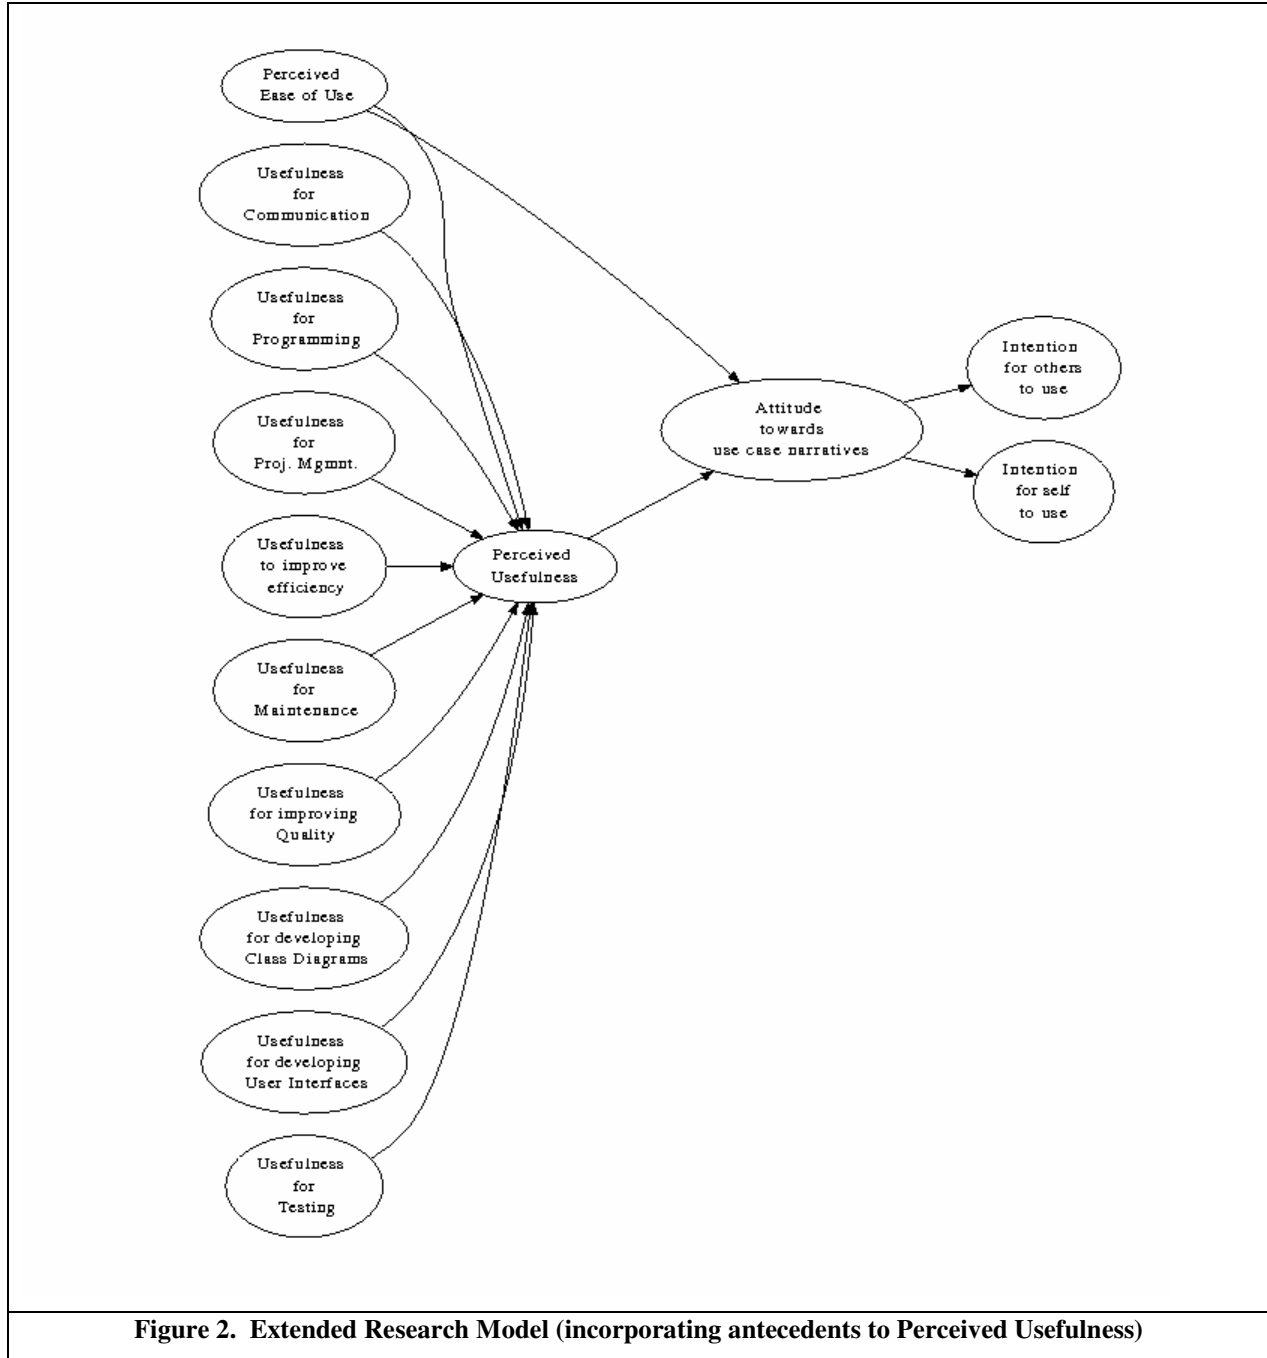 Perceived
Ease of Use
Usefulness
for
Communication
Usefulness
for
Programming
Usefulness
for
Proj. Mgmnt.
Usefulness
to improve
efficiency
Usefulness
for
Maintenance
Usefulness
for improving
Quality
Usefulness
for developing
Class Diagrams
Usefulness
for developing
User Interfaces
Usefulness
for
Testing
Perceived
Usefulness
Attitude
towards
use case narratives
Intention
for others
to use
Intention
for self
to use
Figure 2.  Extended Research Model (incorporating antecedents to Perceived Usefulness)